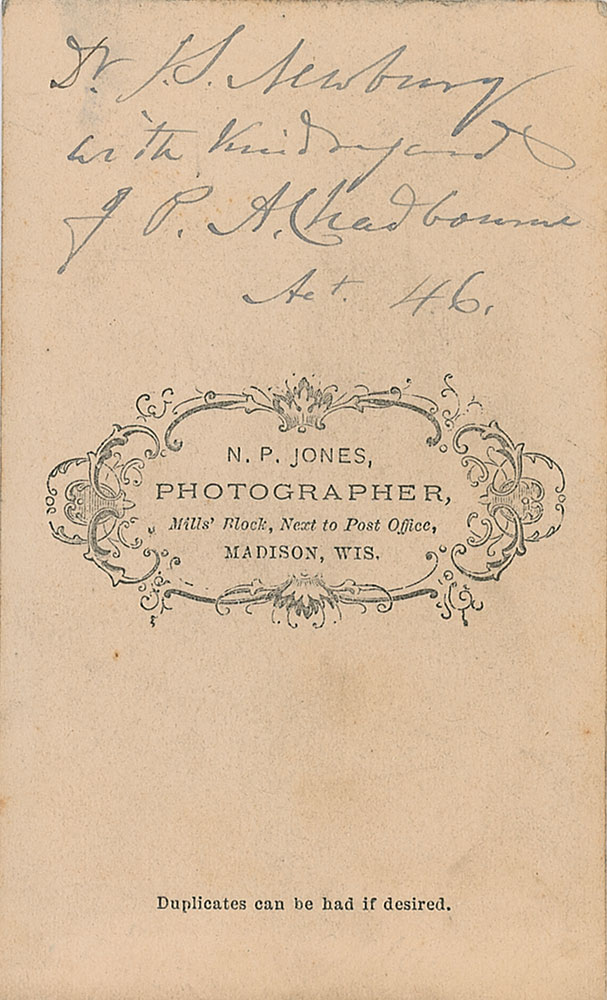 Dr. J. S. Newbury
with kind regards
of P. A. Chadbourne
Aet. 46.
N. P. JONES,
PHOTOGRAPHER,
Mills' Block, Next to Post Office,
MADISON, WIS.
Duplicates can be had if desired.